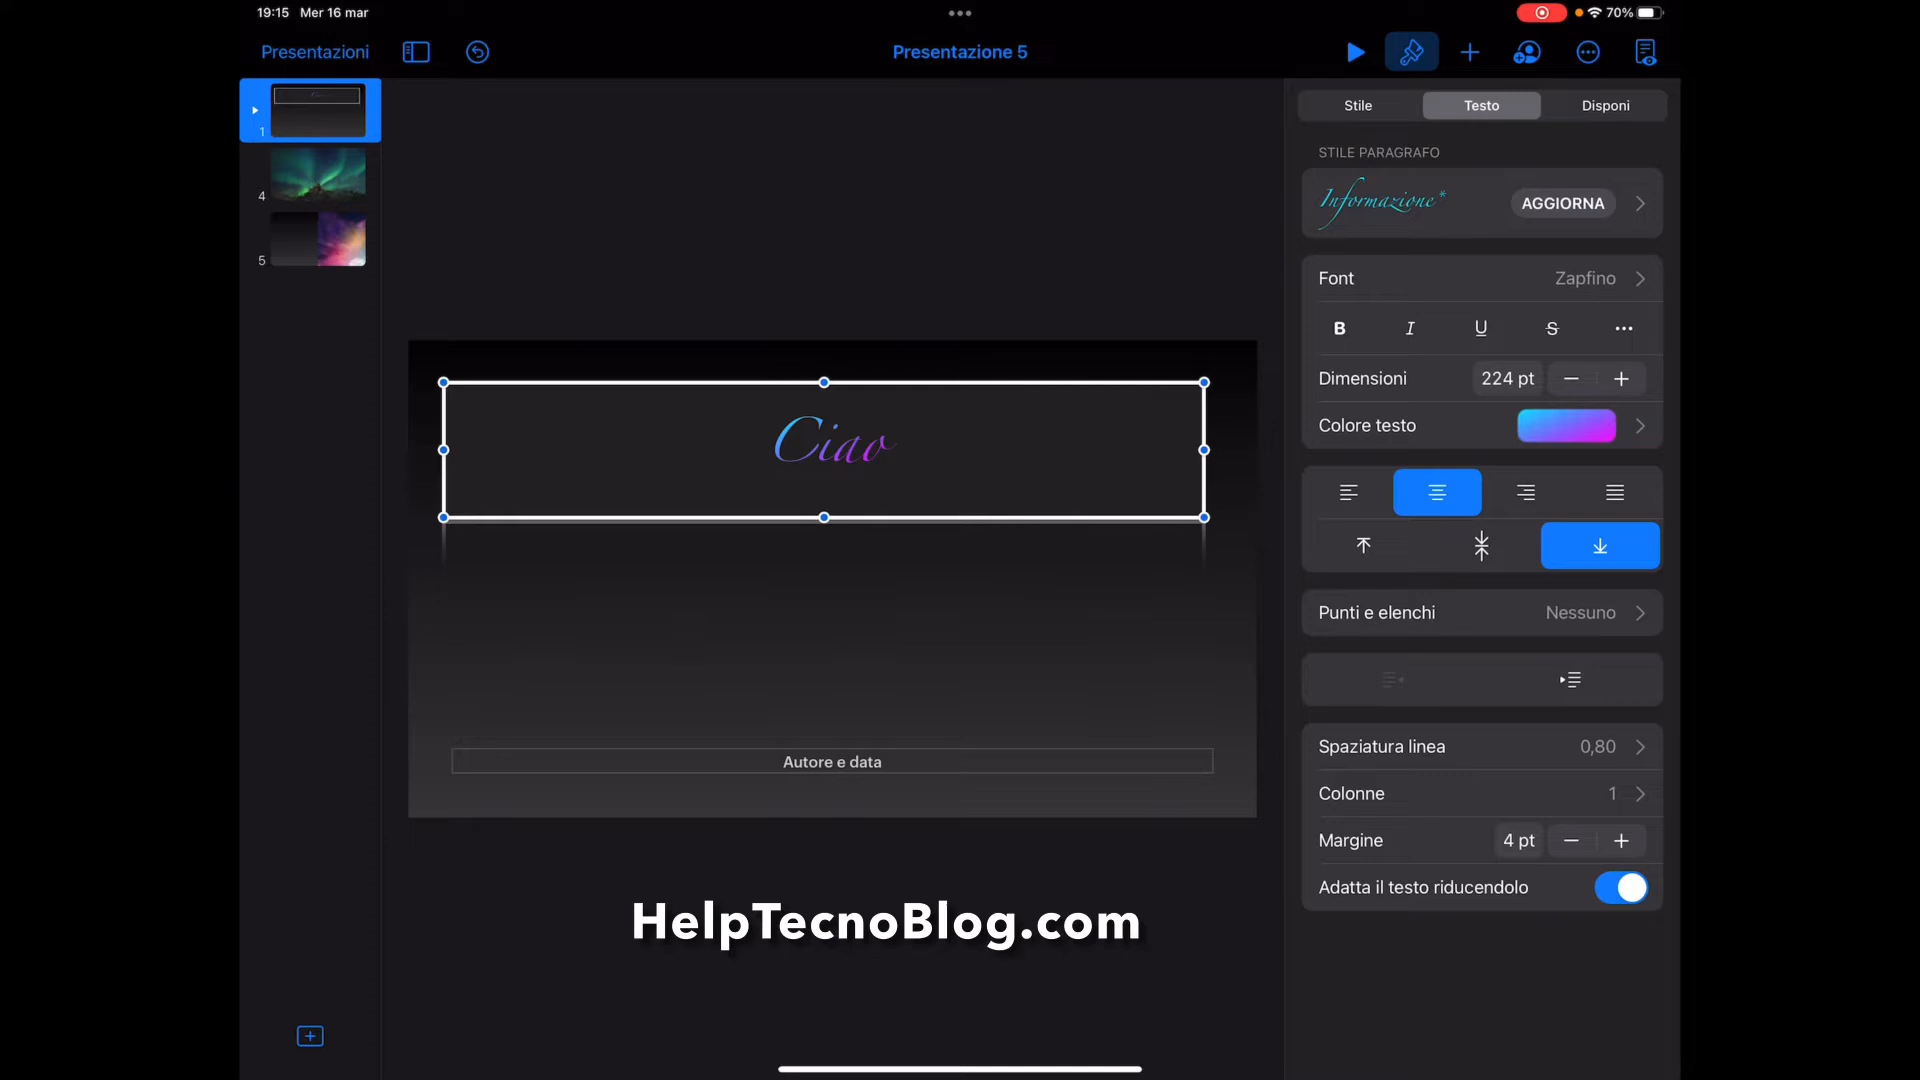 19:15 Mer 16 mar
70%
Presentazioni
Presentazione 5
1
4
5
Ciao
Autore e data
HelpTecnoBlog.com
Stile Testo Disponi
STILE PARAGRAFO
Informazione* AGGIORNA
Font Zapfino
B I U S
Dimensioni 224 pt
Colore testo
Punti e elenchi Nessuno
Spaziatura linea 0,80
Colonne 1
Margine 4 pt
Adatta il testo riducendolo